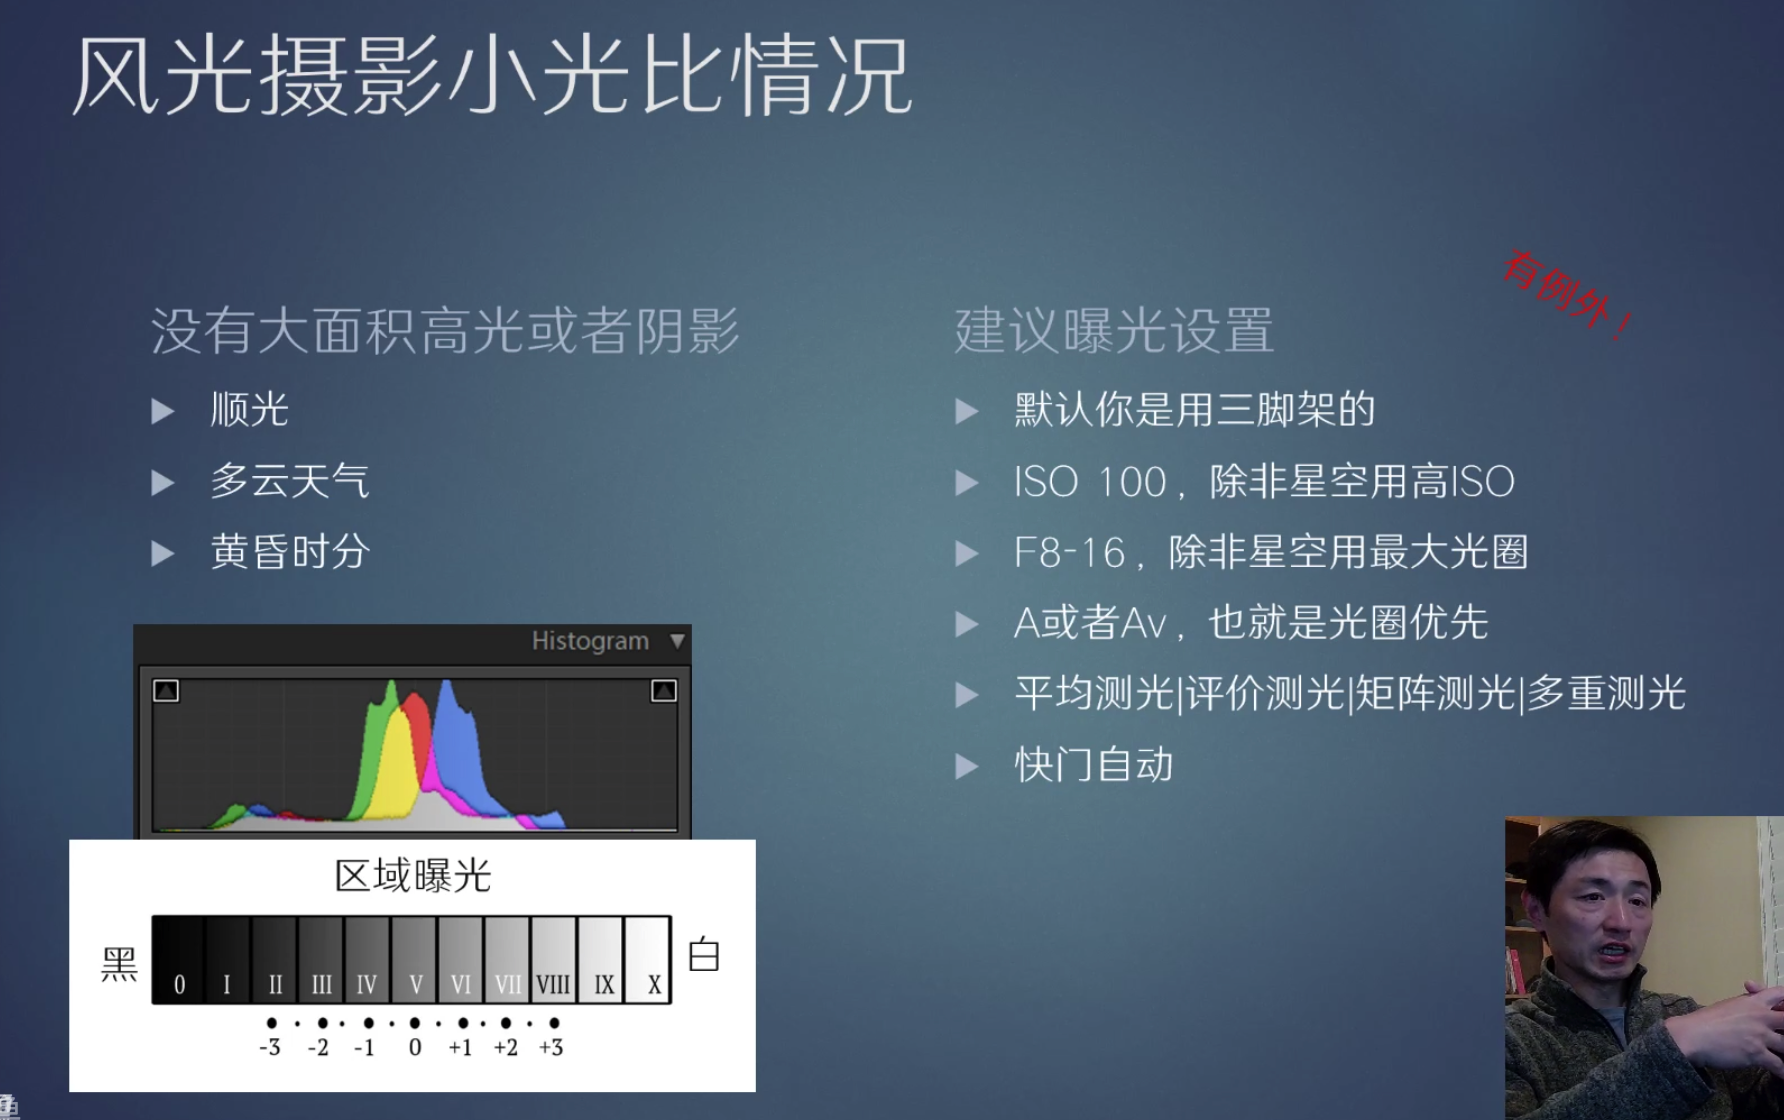 风光摄影小光比情况
有例外！
没有大面积高光或者阴影
顺光
多云天气
黄昏时分
建议曝光设置
默认你是用三脚架的
ISO 100，除非星空用高ISO
F8-16，除非星空用最大光圈
A或者Av，也就是光圈优先
平均测光|评价测光|矩阵测光|多重测光
快门自动
Histogram
区域曝光
黑 0 I II III IV V VI VII VIII IX X 白
-3 -2 -1 0 +1 +2 +3